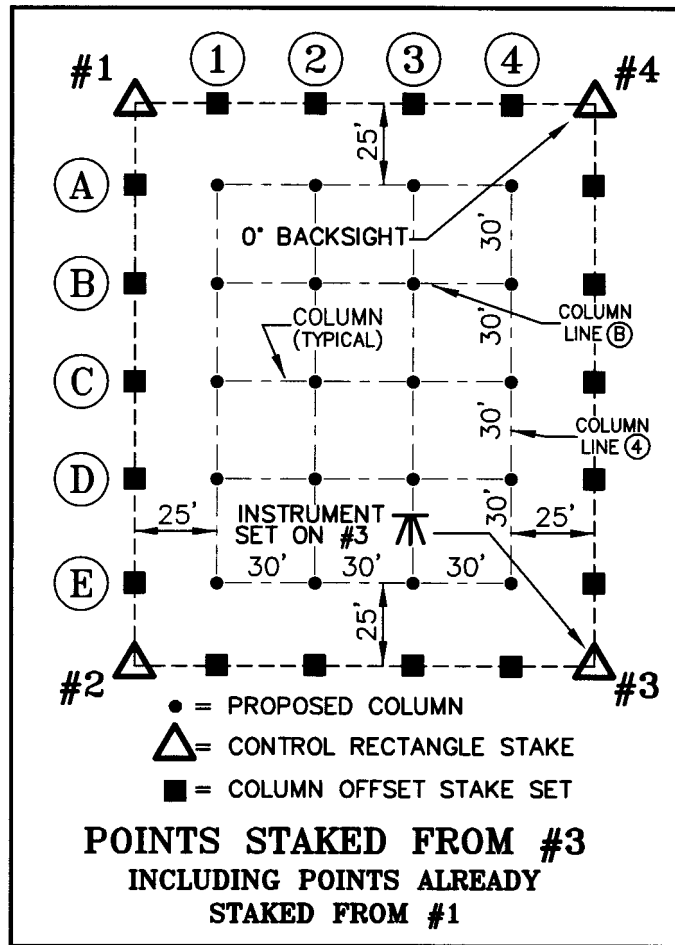 #1 1 2 3 4 #4
25'
A
0° BACKSIGHT
30'
B
COLUMN
(TYPICAL)
30'
COLUMN
LINE B
C
30'
COLUMN
LINE 4
D
25'
INSTRUMENT
SET ON #3
30'
25'
E
30' 30' 30'
25'
#2 #3
= PROPOSED COLUMN
= CONTROL RECTANGLE STAKE
= COLUMN OFFSET STAKE SET
POINTS STAKED FROM #3
INCLUDING POINTS ALREADY
STAKED FROM #1